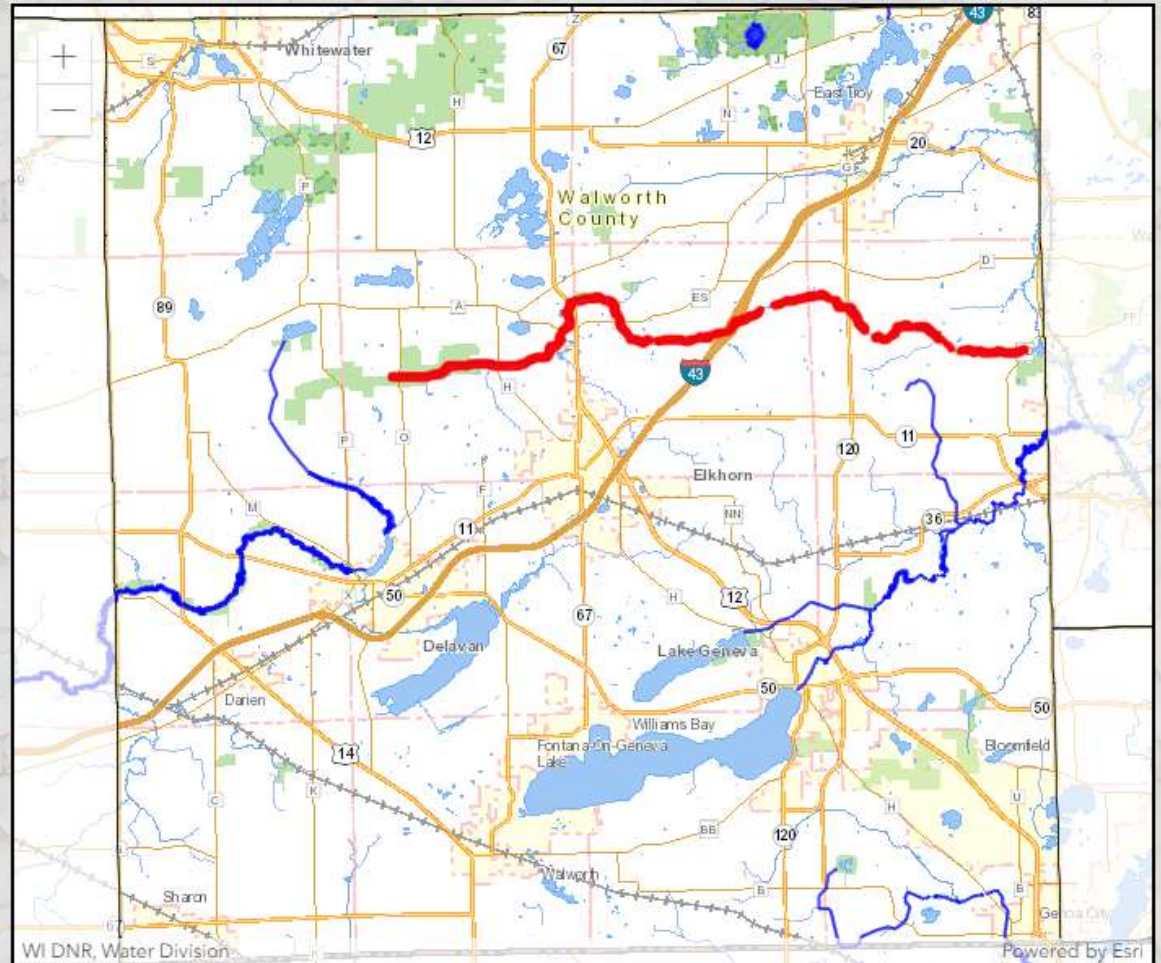 43
83
Z
67
Whitewater
S
J
H
East Troy
N
12
20
G
P
Walworth
County
D
89
ES
A
43
H
120
11
P
O
Elkhorn
F
M
NN
36
11
12
X
50
H
67
Delavan
Lake Geneva
50
Darien
50
Williams Bay
Fontana-On-Geneva
Lake
Bloomfield
14
C
K
U
H
BB
120
Walworth
B
B
Sharon
Genoa City
67
WI DNR, Water Division
Powered by Esri